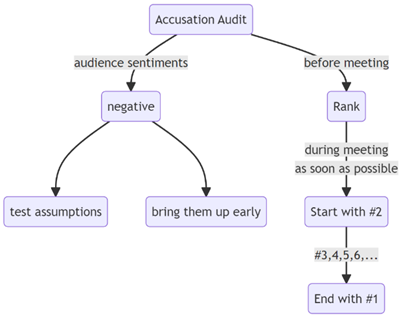 Accusation Audit
audience sentiments
before meeting
negative
Rank
during meeting
as soon as possible
test assumptions
bring them up early
Start with #2
#3,4,5,6,...
End with #1